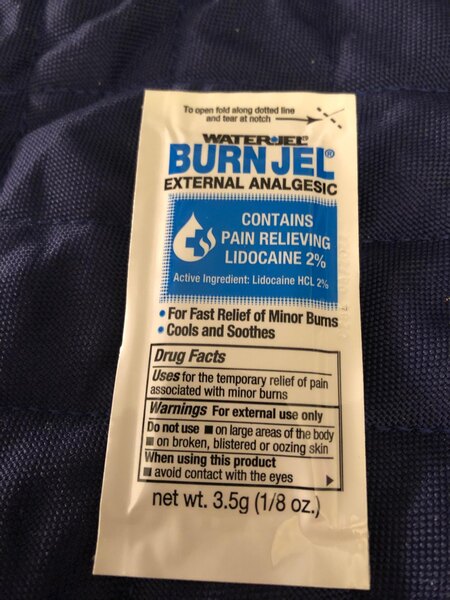 To open fold along dotted line
and tear at notch
WATER·JEL®
BURN JEL®
EXTERNAL ANALGESIC
CONTAINS
PAIN RELIEVING
LIDOCAINE 2%
Active Ingredient: Lidocaine HCL 2%
• For Fast Relief of Minor Burns
• Cools and Soothes
Drug Facts
Uses for the temporary relief of pain
associated with minor burns
Warnings For external use only
Do not use ■ on large areas of the body
■ on broken, blistered or oozing skin
When using this product
■ avoid contact with the eyes
net wt. 3.5g (1/8 oz.)